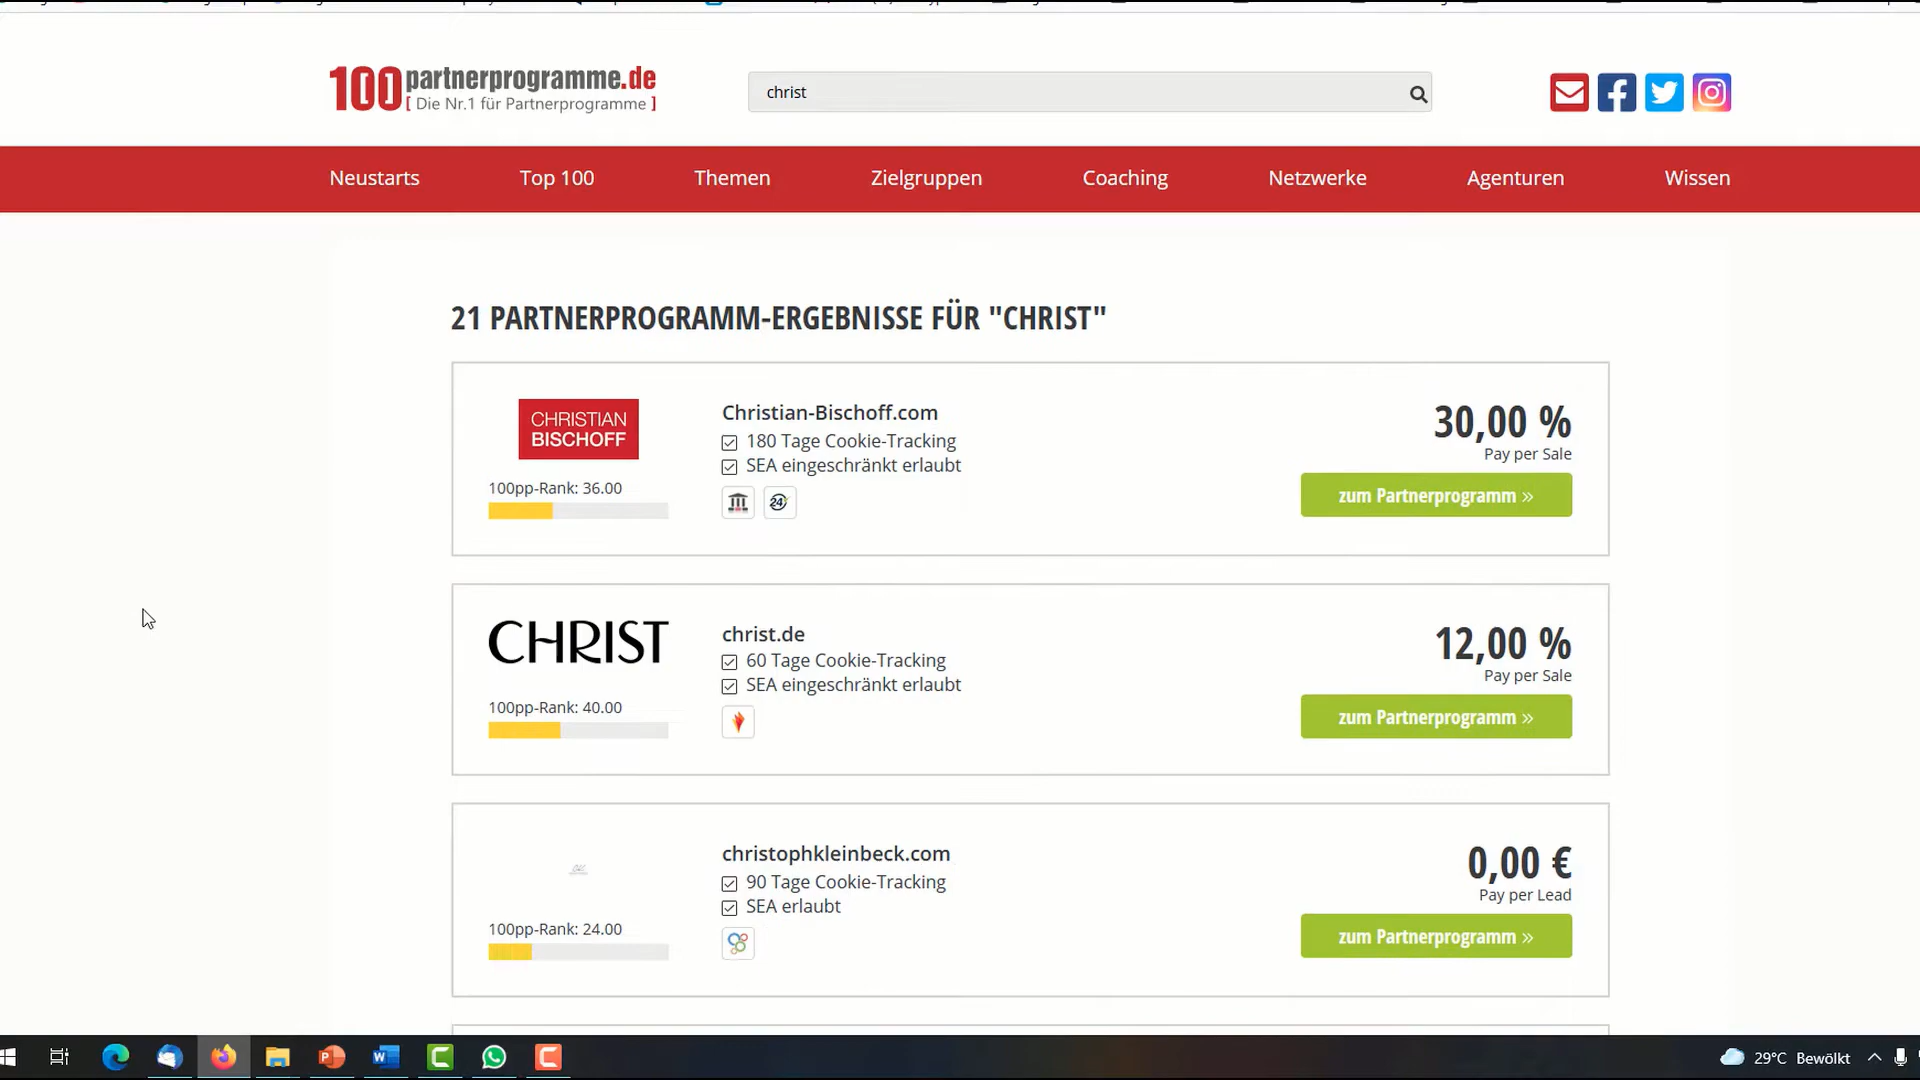 100partnerprogramme.de
[ Die Nr.1 für Partnerprogramme ]
christ
Neustarts Top 100 Themen Zielgruppen Coaching Netzwerke Agenturen Wissen
21 PARTNERPROGRAMM-ERGEBNISSE FÜR "CHRIST"
CHRISTIAN
BISCHOFF
100pp-Rank: 36.00
Christian-Bischoff.com
180 Tage Cookie-Tracking
SEA eingeschränkt erlaubt
24
30,00 %
Pay per Sale
zum Partnerprogramm »
CHRIST
100pp-Rank: 40.00
christ.de
60 Tage Cookie-Tracking
SEA eingeschränkt erlaubt
12,00 %
Pay per Sale
zum Partnerprogramm »
100pp-Rank: 24.00
christophkleinbeck.com
90 Tage Cookie-Tracking
SEA erlaubt
0,00 €
Pay per Lead
zum Partnerprogramm »
29°C Bewölkt